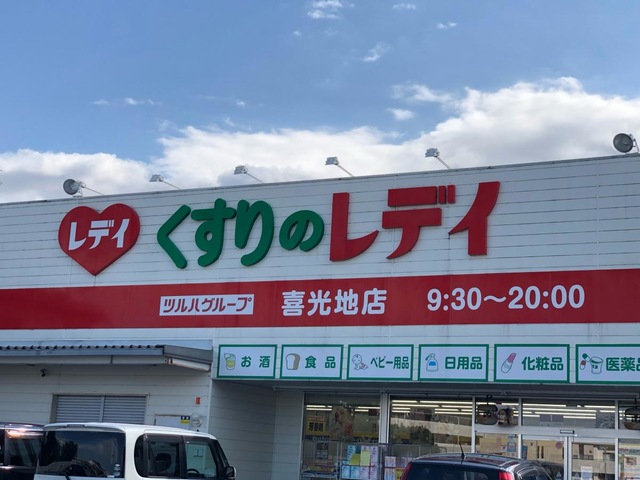 レデイ くすりのレデイ
ツルハグループ 喜光地店 9:30〜20:00
お酒 食品 ベビー用品 日用品 化粧品 医薬品